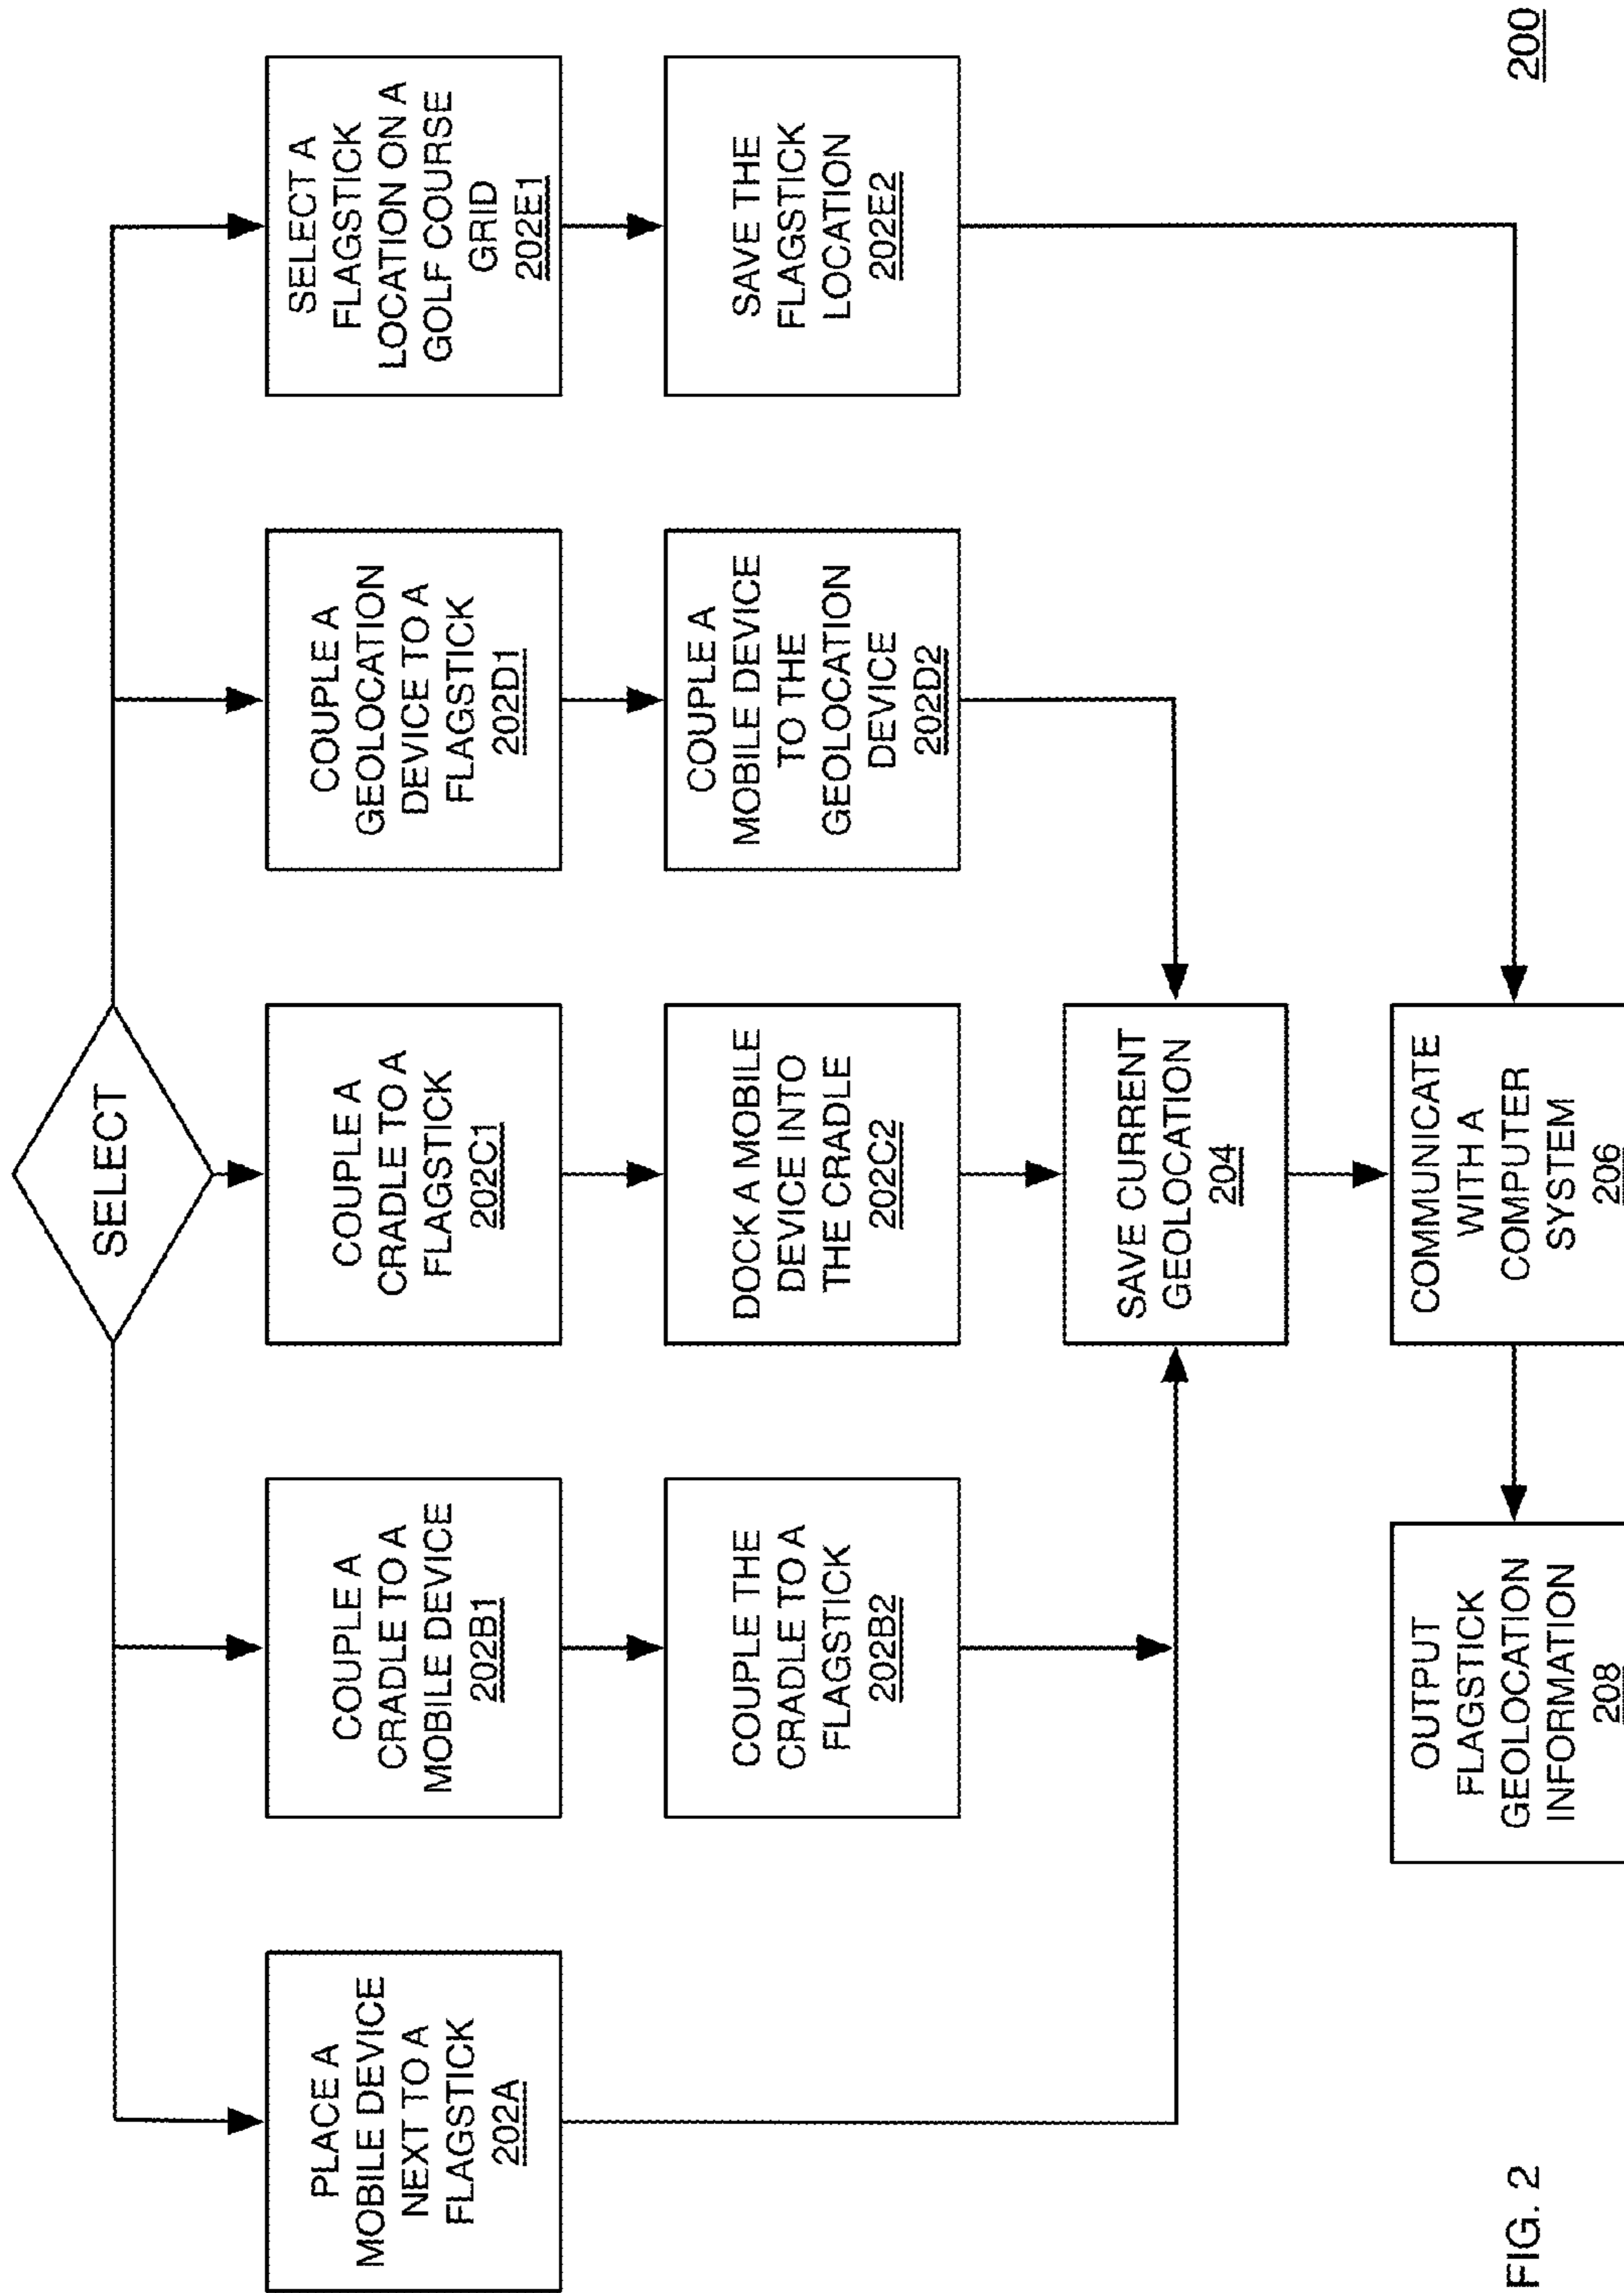 SELECT
PLACE A
MOBILE DEVICE
NEXT TO A
FLAGSTICK
202A
COUPLE A
CRADLE TO A
MOBILE DEVICE
202B1
COUPLE A
CRADLE TO A
FLAGSTICK
202C1
COUPLE A
GEOLOCATION
DEVICE TO A
FLAGSTICK
202D1
SELECT A
FLAGSTICK
LOCATION ON A
GOLF COURSE
GRID
202E1
COUPLE THE
CRADLE TO A
FLAGSTICK
202B2
DOCK A MOBILE
DEVICE INTO
THE CRADLE
202C2
COUPLE A
MOBILE DEVICE
TO THE
GEOLOCATION
DEVICE
202D2
SAVE THE
FLAGSTICK
LOCATION
202E2
SAVE CURRENT
GEOLOCATION
204
OUTPUT
FLAGSTICK
GEOLOCATION
INFORMATION
208
COMMUNICATE
WITH A
COMPUTER
SYSTEM
206
FIG. 2
200